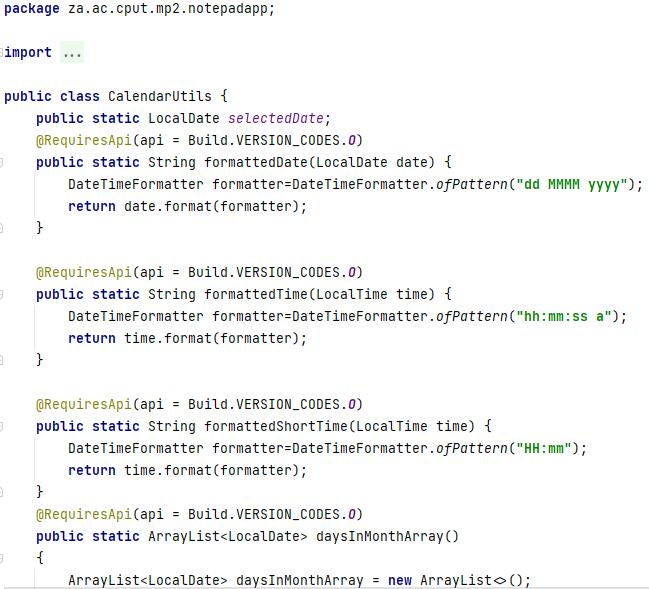 package za.ac.cput.mp2.notepadapp;
import ...
public class CalendarUtils {
public static LocalDate selectedDate;
@RequiresApi(api = Build.VERSION_CODES.O)
public static String formattedDate(LocalDate date) {
DateTimeFormatter formatter=DateTimeFormatter.ofPattern("dd MMMM yyyy");
return date.format(formatter);
}
@RequiresApi(api = Build.VERSION_CODES.O)
public static String formattedTime(LocalTime time) {
DateTimeFormatter formatter=DateTimeFormatter.ofPattern("hh:mm:ss a");
return time.format(formatter);
}
@RequiresApi(api = Build.VERSION_CODES.O)
public static String formattedShortTime(LocalTime time) {
DateTimeFormatter formatter=DateTimeFormatter.ofPattern("HH:mm");
return time.format(formatter);
}
@RequiresApi(api = Build.VERSION_CODES.O)
public static ArrayList<LocalDate> daysInMonthArray()
{
ArrayList<LocalDate> daysInMonthArray = new ArrayList<>();